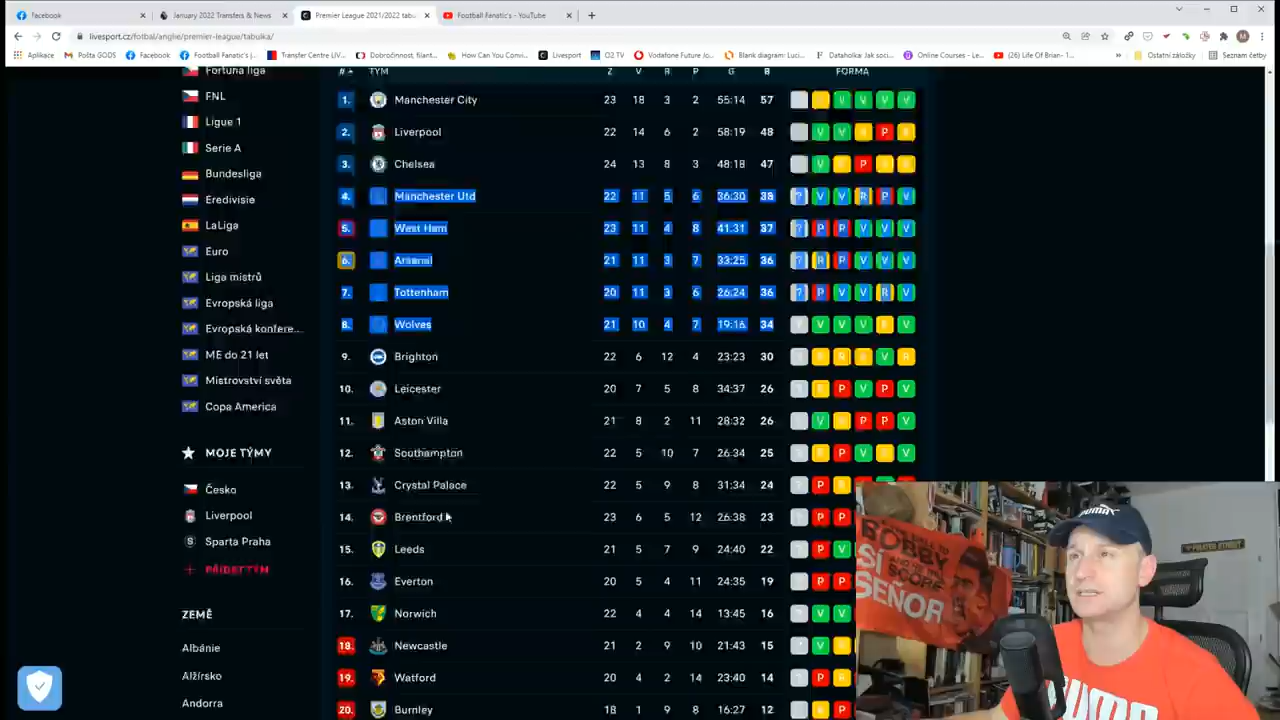 Facebook
January 2022 Transfers & News
Premier League 2021/2022 tabu
Football Fanatic's - YouTube
livesport.cz/fotbal/anglie/premier-league/tabulka/
Aplikace Pošta GODS Facebook Football Fanatic's | Transfer Centre LIV... Dobročinnost, filant... How Can You Convi... Livesport O2 TV Vodafone Future Jo... Blank diagram: Luci... Dataholka: Jak soci... Online Courses - Le... (26) Life Of Brian- 1... » Ostatní záložky Seznam četby
Fortuna liga
FNL
Ligue 1
Serie A
Bundesliga
Eredivisie
LaLiga
Euro
Liga mistrů
Evropská liga
Evropská konfere...
ME do 21 let
Mistrovství světa
Copa America
MOJE TÝMY
Česko
Liverpool
Sparta Praha
PŘIDEJ TÝM
ZEMĚ
Albánie
Alžírsko
Andorra
# TÝM Z V R P G B FORMA
1. Manchester City 23 18 3 2 55:14 57
2. Liverpool 22 14 6 2 58:19 48
3. Chelsea 24 13 8 3 48:18 47
4. Manchester Utd 22 11 5 6 36:30 38 ? V V R P V
5. West Ham 23 11 4 8 41:31 37 ? P P V V V
6. Arsenal 21 11 3 7 33:25 36 ? R P V V V
7. Tottenham 20 11 3 6 26:24 36 ? P V V R V
8. Wolves 21 10 4 7 19:16 34
9. Brighton 22 6 12 4 23:23 30
10. Leicester 20 7 5 8 34:37 26
11. Aston Villa 21 8 2 11 28:32 26
12. Southampton 22 5 10 7 26:34 25
13. Crystal Palace 22 5 9 8 31:34 24
14. Brentford 23 6 5 12 26:38 23
15. Leeds 21 5 7 9 24:40 22
16. Everton 20 5 4 11 24:35 19
17. Norwich 22 4 4 14 13:45 16
18. Newcastle 21 2 9 10 21:43 15
19. Watford 20 4 2 14 23:40 14
20. Burnley 18 1 9 8 16:27 12
BOBBY
SÍ
SEÑOR
PUMA